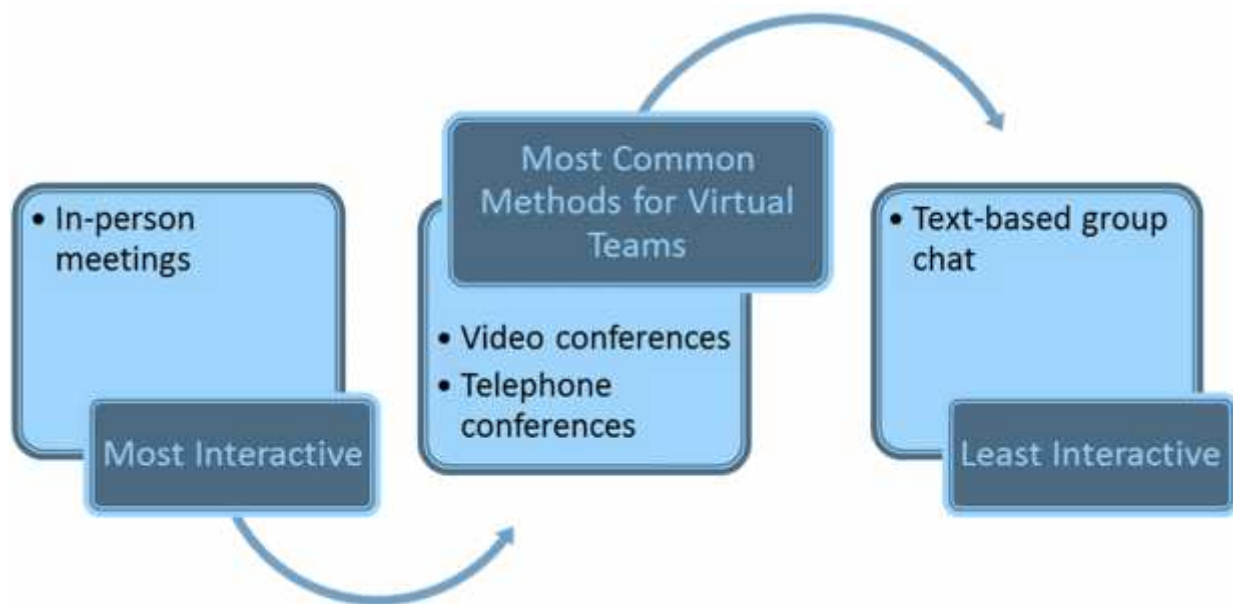 • In-person
meetings
Most Interactive
Most Common
Methods for Virtual
Teams
• Video conferences
• Telephone
conferences
• Text-based group
chat
Least Interactive